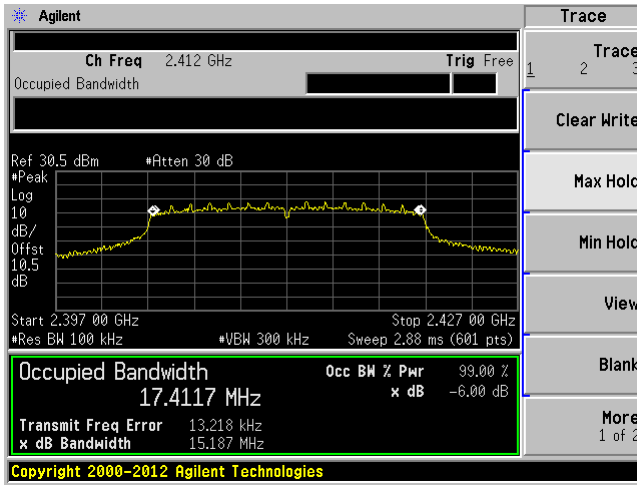 Agilent
Trace
Ch Freq 2.412 GHz Trig Free
Occupied Bandwidth
Trace
1 2 3
Clear Write
Max Hold
Min Hold
View
Blank
More
1 of 2
Ref 30.5 dBm #Atten 30 dB
#Peak
Log
10
dB/
Offst
10.5
dB
Start 2.397 00 GHz Stop 2.427 00 GHz
#Res BW 100 kHz #VBW 300 kHz Sweep 2.88 ms (601 pts)
Occupied Bandwidth Occ BW % Pwr 99.00 %
17.4117 MHz x dB -6.00 dB
Transmit Freq Error 13.218 kHz
x dB Bandwidth 15.187 MHz
Copyright 2000-2012 Agilent Technologies